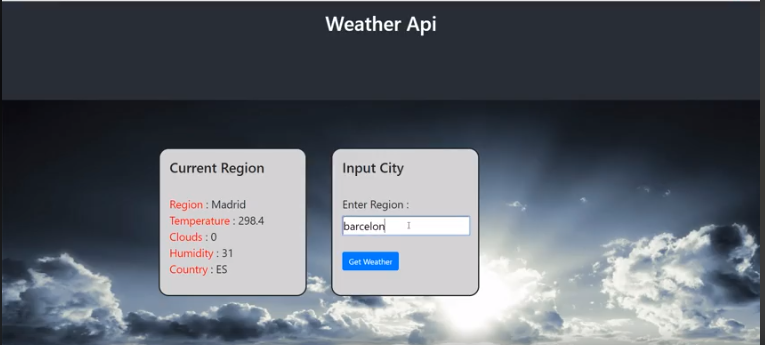 Weather Api
Current Region
Region : Madrid
Temperature : 298.4
Clouds : 0
Humidity : 31
Country : ES
Input City
Enter Region :
barcelon
Get Weather